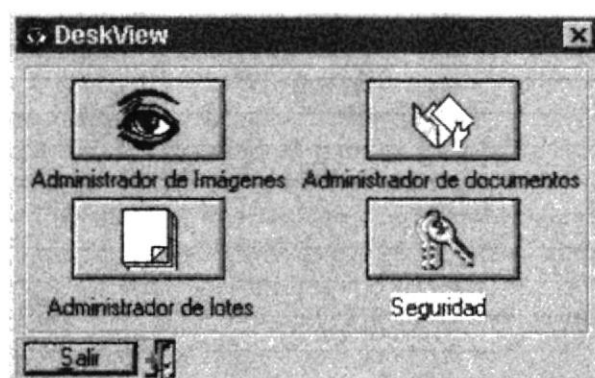 DeskView
Administrador de Imágenes Administrador de documentos
Administrador de lotes Seguridad
Salir